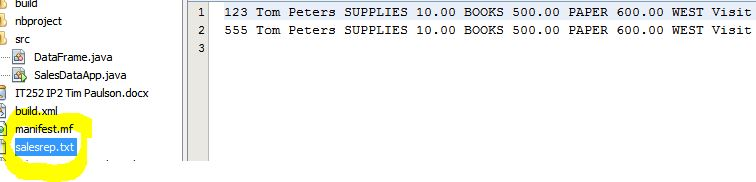 build
nbproject
src
DataFrame.java
SalesDataApp.java
IT252 IP2 Tim Paulson.docx
build.xml
manifest.mf
salesrep.txt
1 123 Tom Peters SUPPLIES 10.00 BOOKS 500.00 PAPER 600.00 WEST Visit
2 555 Tom Peters SUPPLIES 10.00 BOOKS 500.00 PAPER 600.00 WEST Visit
3